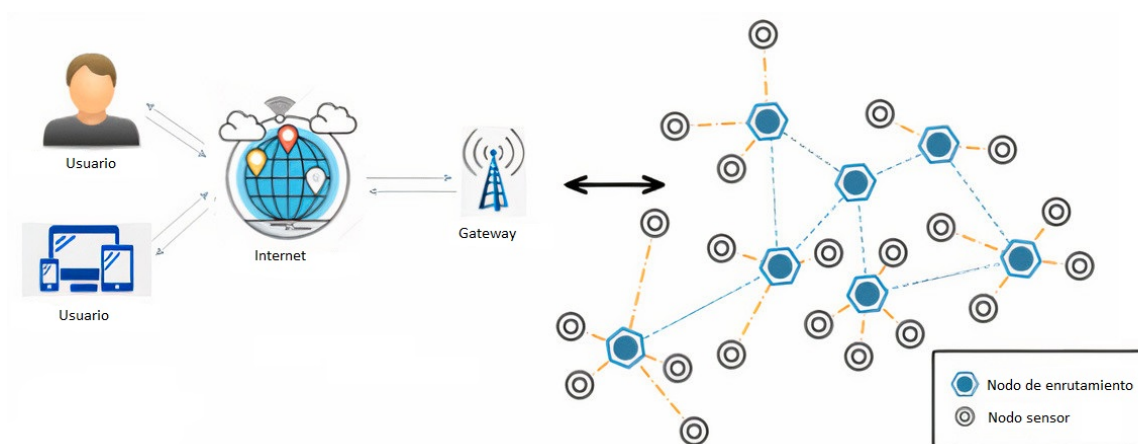 Usuario
Internet
Gateway
Usuario
Nodo de enrutamiento
Nodo sensor